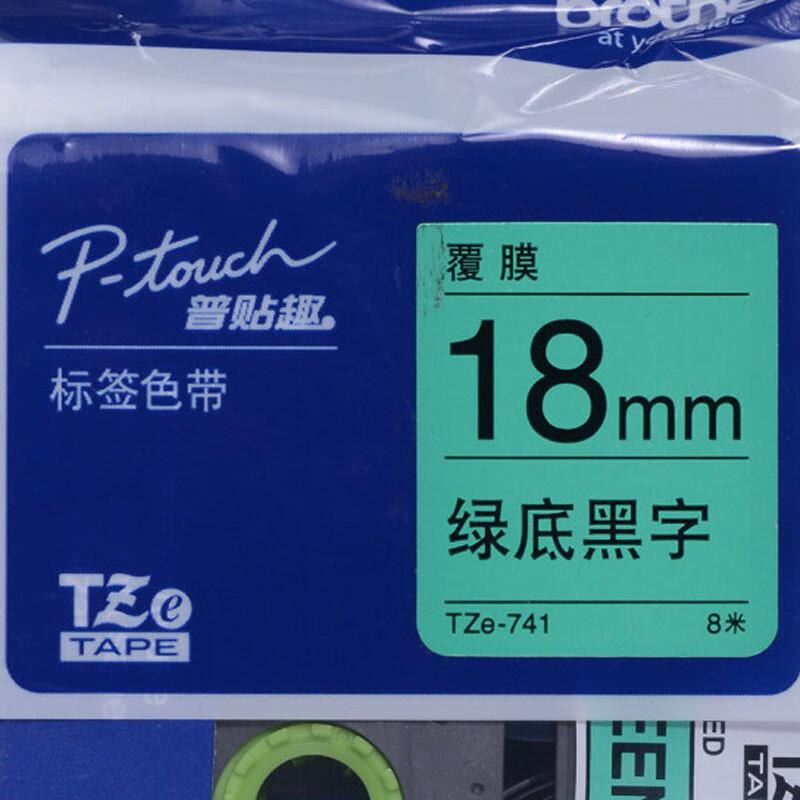 brother
at your side
P-touch
普贴趣®
标签色带
TZe
TAPE
覆膜
18mm
绿底黑字
TZe-741
8米
TA